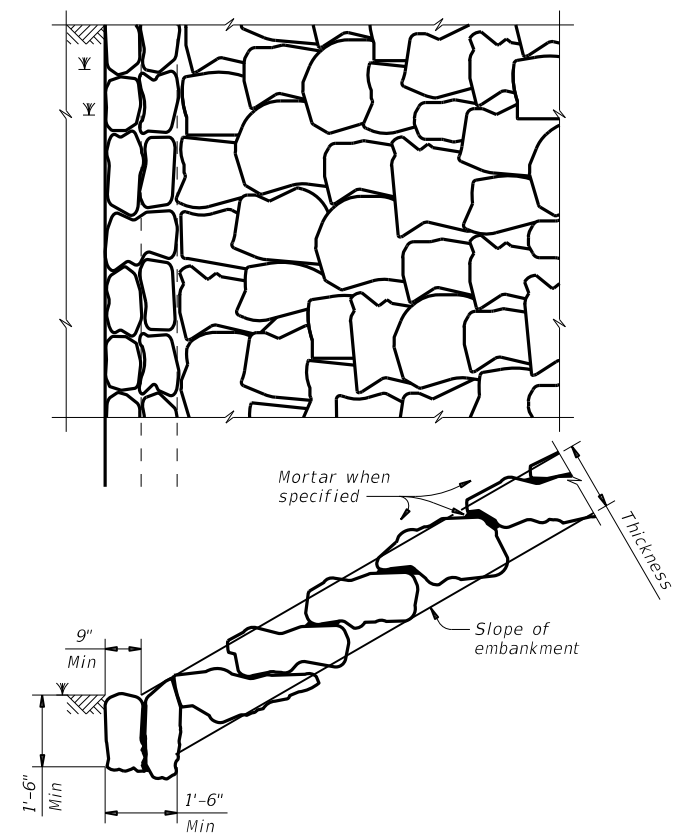 Mortar when
specified
Thickness
Slope of
embankment
9"
Min
1'-6"
Min
1'-6"
Min